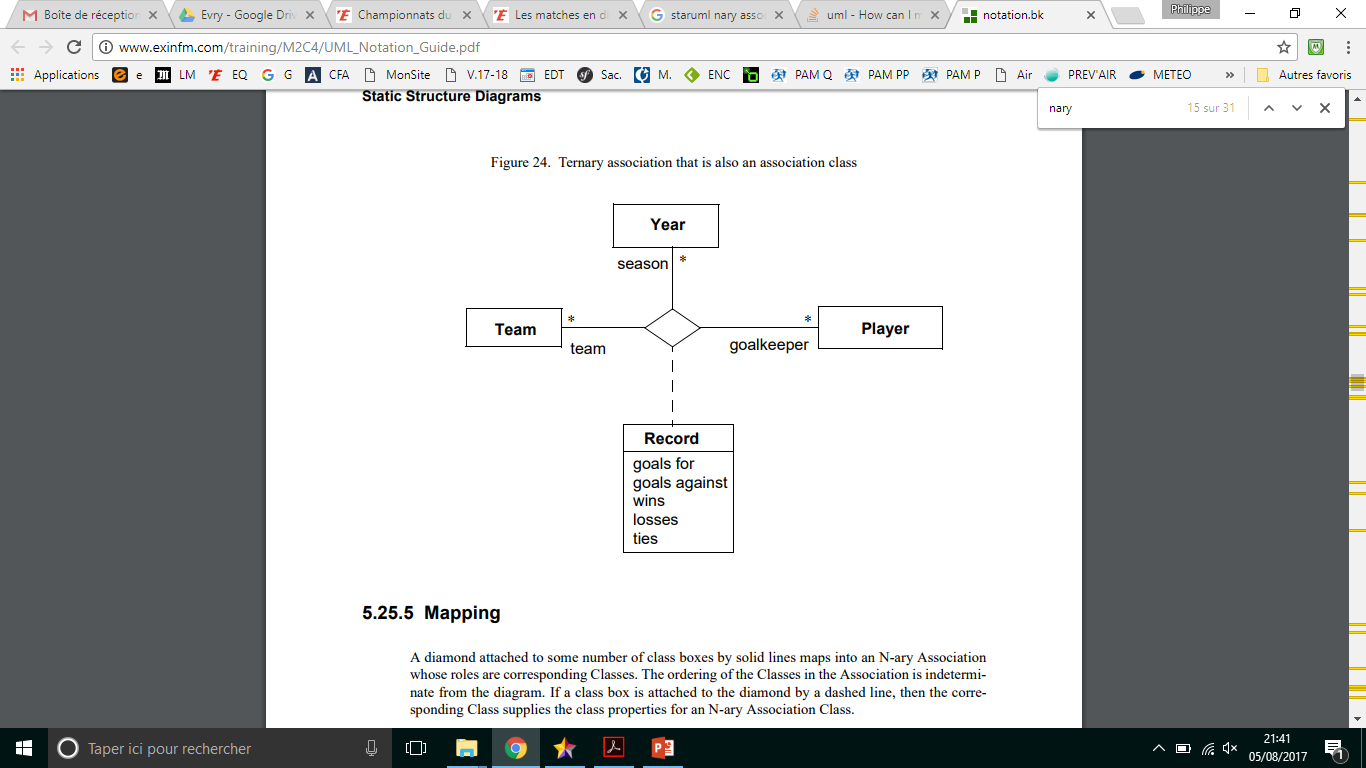 Philippe
Boîte de réception
Evry - Google Driv
Championnats du
Les matches en di
staruml nary asso
uml - How can I m
notation.bk
www.exinfm.com/training/M2C4/UML_Notation_Guide.pdf
Applications
e
LM
EQ
G
CFA
MonSite
V.17-18
EDT
Sac.
M.
ENC
PAM Q
PAM PP
PAM P
Air
PREV'AIR
METEO
»
Autres favoris
nary
15 sur 31
Static Structure Diagrams
Figure 24. Ternary association that is also an association class
Year
season
*
Team
*
team
*
goalkeeper
Player
Record
goals for
goals against
wins
losses
ties
5.25.5 Mapping
A diamond attached to some number of class boxes by solid lines maps into an N-ary Association
whose roles are corresponding Classes. The ordering of the Classes in the Association is indetermi-
nate from the diagram. If a class box is attached to the diamond by a dashed line, then the corre-
sponding Class supplies the class properties for an N-ary Association Class.
Taper ici pour rechercher
21:41
05/08/2017
1